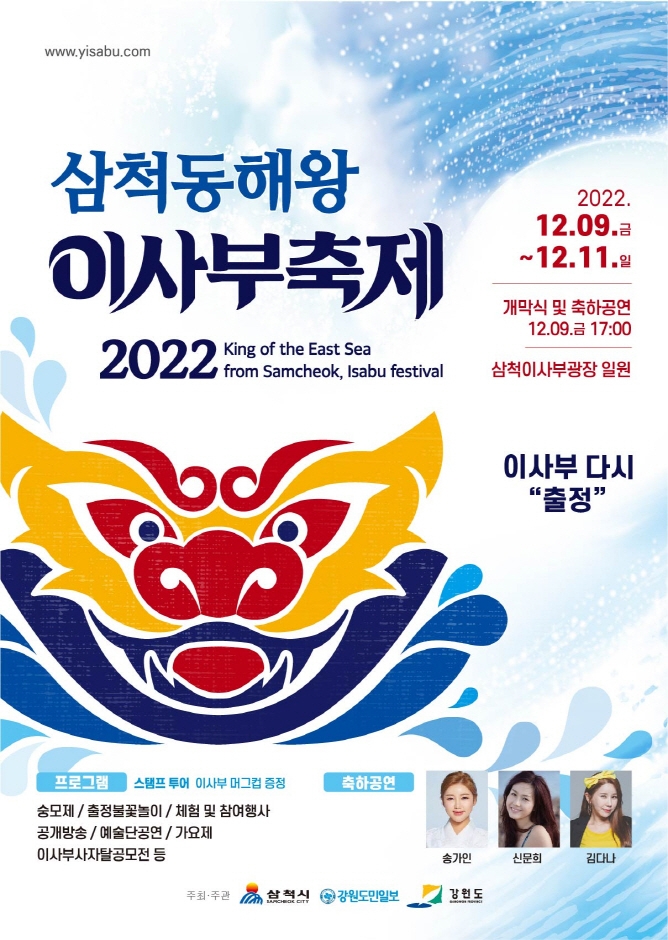 www.yisabu.com
삼척동해왕
이사부축제
2022 King of the East Sea
from Samcheok, Isabu festival
2022.
12.09.금
~12.11.일
개막식 및 축하공연
12.09.금 17:00
삼척이사부광장 일원
이사부 다시
“출정”
프로그램 스탬프 투어 이사부 머그컵 증정
숭모제 / 출정불꽃놀이 / 체험 및 참여행사
공개방송 / 예술단공연 / 가요제
이사부사자탈공모전 등
축하공연
송가인 신문희 김다나
주최·주관 삼척시 SAMCHEOK CITY 강원도민일보 강원도 GANGWON PROVINCE